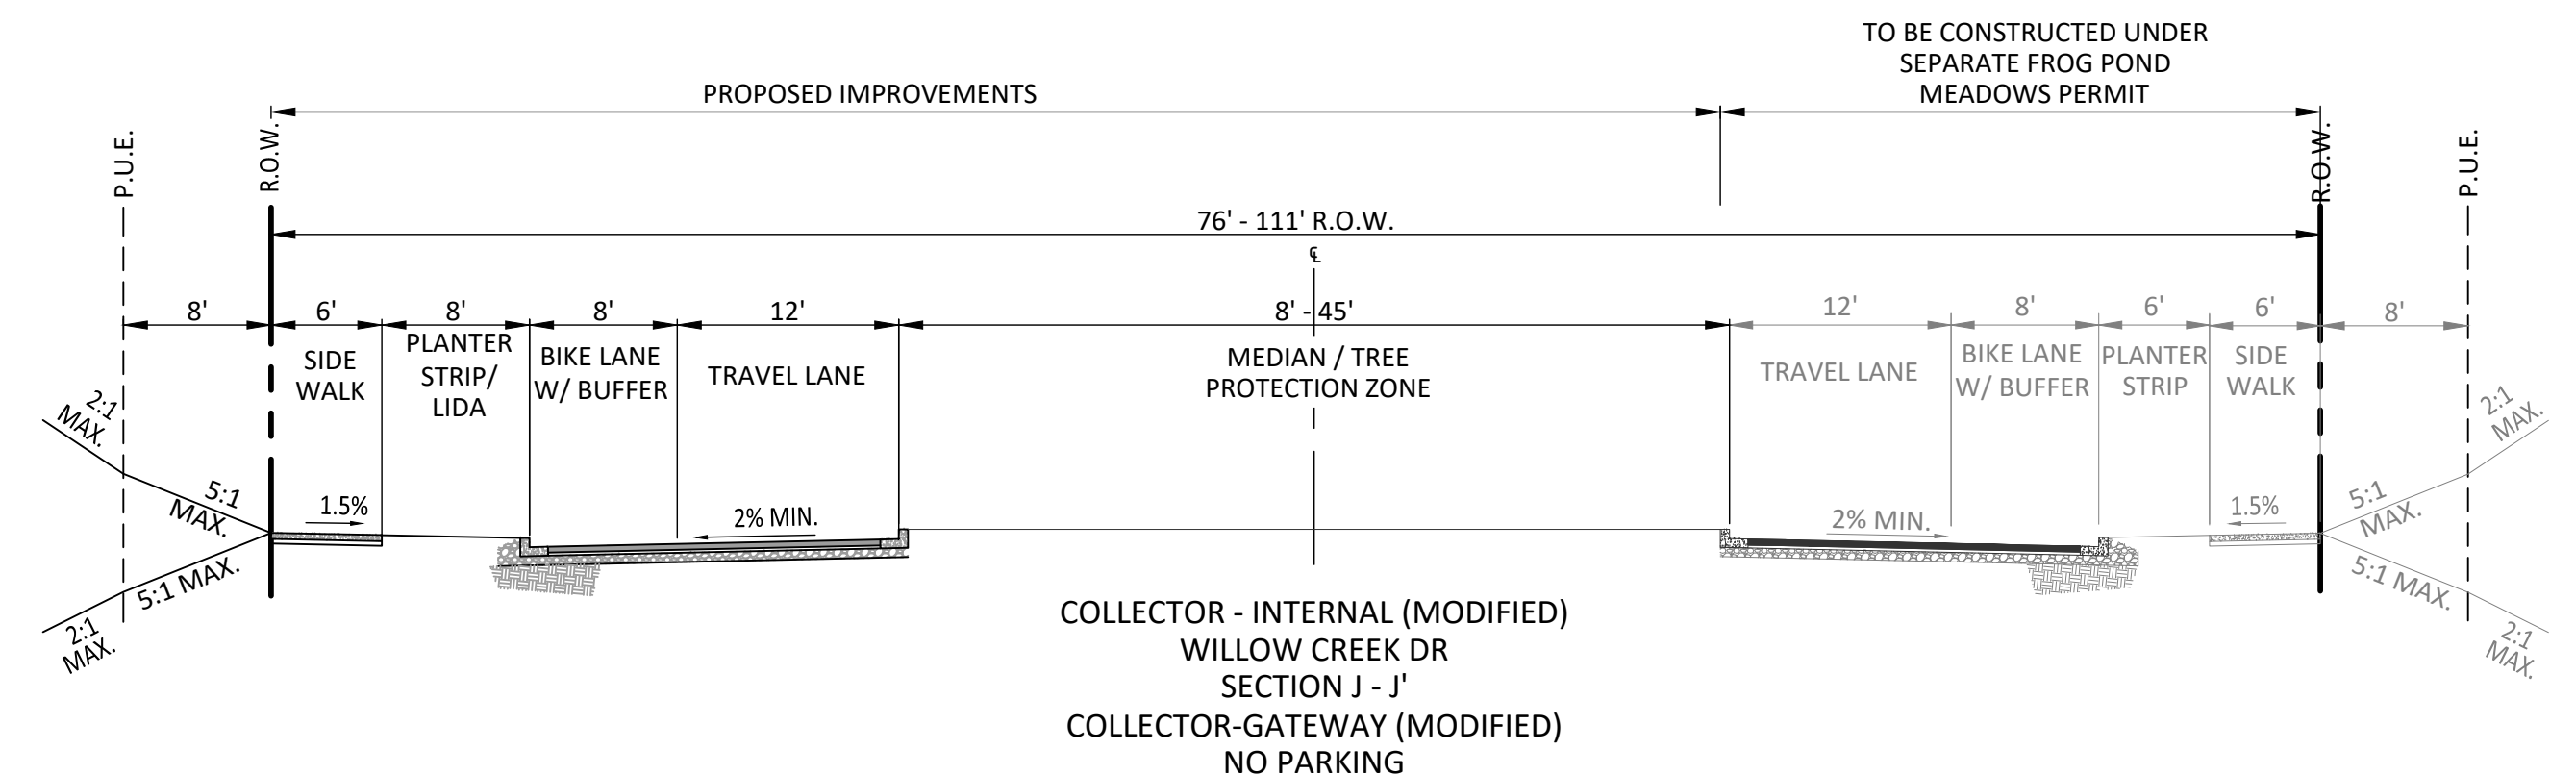 TO BE CONSTRUCTED UNDER
SEPARATE FROG POND
MEADOWS PERMIT
PROPOSED IMPROVEMENTS
P.U.E.
R.O.W.
R.O.W.
P.U.E.
76' - 111' R.O.W.
℄
8'
6'
8'
8'
12'
8' - 45'
12'
8'
6'
6'
8'
SIDE
WALK
PLANTER
STRIP/
LIDA
BIKE LANE
W/ BUFFER
TRAVEL LANE
MEDIAN / TREE
PROTECTION ZONE
TRAVEL LANE
BIKE LANE
W/ BUFFER
PLANTER
STRIP
SIDE
WALK
2:1
MAX.
5:1
MAX.
1.5%
2% MIN.
2% MIN.
1.5%
5:1
MAX.
2:1
MAX.
5:1 MAX.
2:1
MAX.
5:1 MAX.
2:1
MAX.
COLLECTOR - INTERNAL (MODIFIED)
WILLOW CREEK DR
SECTION J - J'
COLLECTOR-GATEWAY (MODIFIED)
NO PARKING